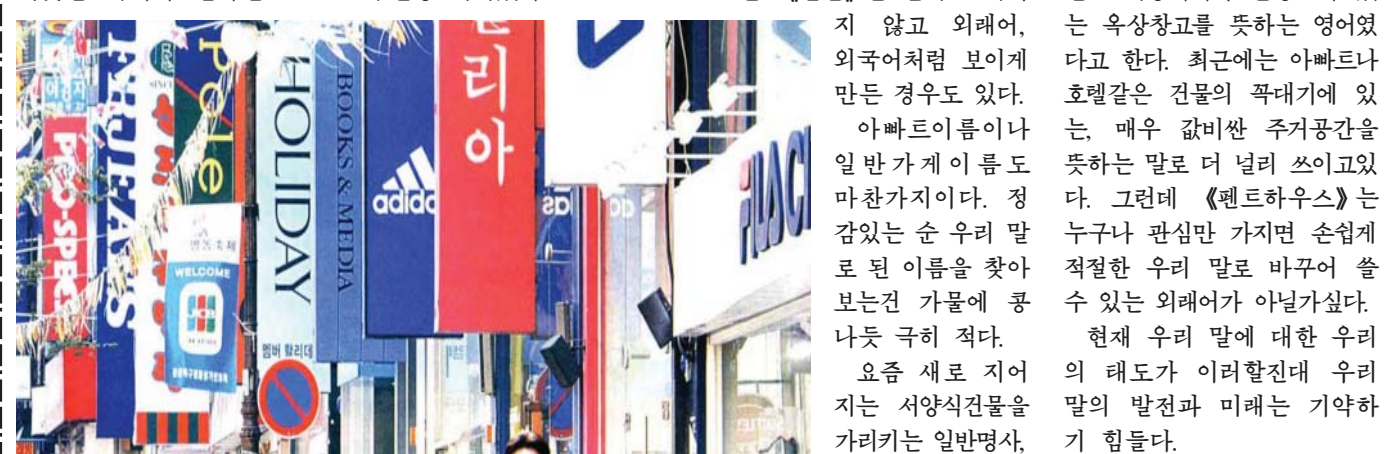 지 않고 외래어,
외국어처럼 보이게
만든 경우도 있다.
아빠트이름이나
일반가게이름도
마찬가지이다. 정
감있는 순 우리 말
로 된 이름을 찾아
보는건 가물에 콩
나듯 극히 적다.
요즘 새로 지어
지는 서양식건물을
가리키는 일반명사,
는 옥상창고를 뜻하는 영어였
다고 한다. 최근에는 아빠트나
호텔같은 건물의 꼭대기에 있
는, 매우 값비싼 주거공간을
뜻하는 말로 더 널리 쓰이고있
다. 그런데 《펜트하우스》는
누구나 관심만 가지면 손쉽게
적절한 우리 말로 바꾸어 쓸
수 있는 외래어가 아닐가싶다.
현재 우리 말에 대한 우리
의 태도가 이러할진대 우리
말의 발전과 미래는 기약하
기 힘들다.
PRO-SPECS
Pole
HOLIDAY
BOOKS & MEDIA
adidas
리아
WELCOME
JCB
멤버 할리데